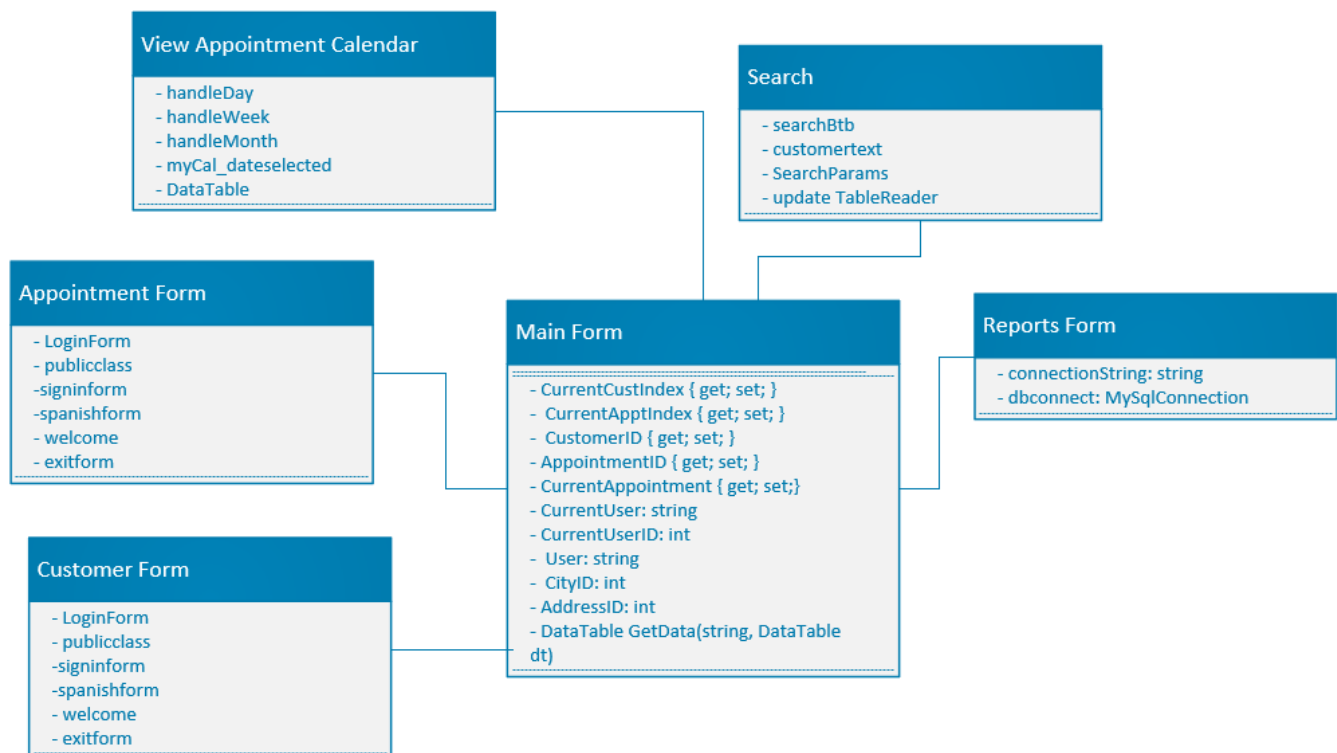 View Appointment Calendar
- handleDay
- handleWeek
- handleMonth
- myCal_dateselected
- DataTable
Search
- searchBtb
- customertext
- SearchParams
- update TableReader
Appointment Form
- LoginForm
- publicclass
-signinform
-spanishform
- welcome
- exitform
Main Form
- CurrentCustIndex { get; set; }
- CurrentApptIndex { get; set; }
- CustomerID { get; set; }
- AppointmentID { get; set; }
- CurrentAppointment { get; set;}
- CurrentUser: string
- CurrentUserID: int
- User: string
- CityID: int
- AddressID: int
- DataTable GetData(string, DataTable
dt)
Reports Form
- connectionString: string
- dbconnect: MySqlConnection
Customer Form
- LoginForm
- publicclass
-signinform
-spanishform
- welcome
- exitform